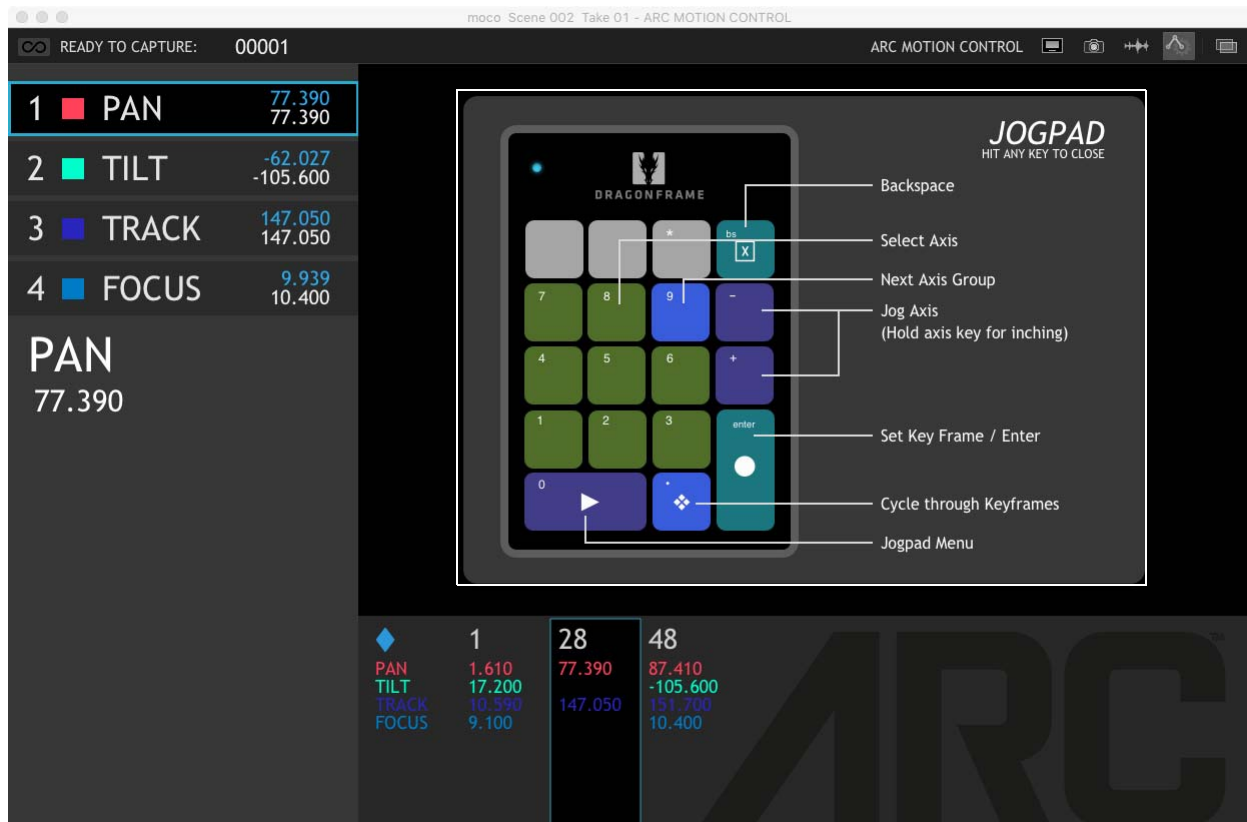 moco Scene 002 Take 01 - ARC MOTION CONTROL
READY TO CAPTURE: 00001
ARC MOTION CONTROL
1 PAN 77.390
77.390
2 TILT -62.027
-105.600
3 TRACK 147.050
147.050
4 FOCUS 9.939
10.400
PAN
77.390
JOGPAD
HIT ANY KEY TO CLOSE
DRAGONFRAME
* bs
X
7 8 9 -
4 5 6 +
1 2 3 enter
0 .
Backspace
Select Axis
Next Axis Group
Jog Axis
(Hold axis key for inching)
Set Key Frame / Enter
Cycle through Keyframes
Jogpad Menu
1 28 48
PAN 1.610 77.390 87.410
TILT 17.200 -105.600
TRACK 10.590 147.050 151.700
FOCUS 9.100 10.400
ARC™